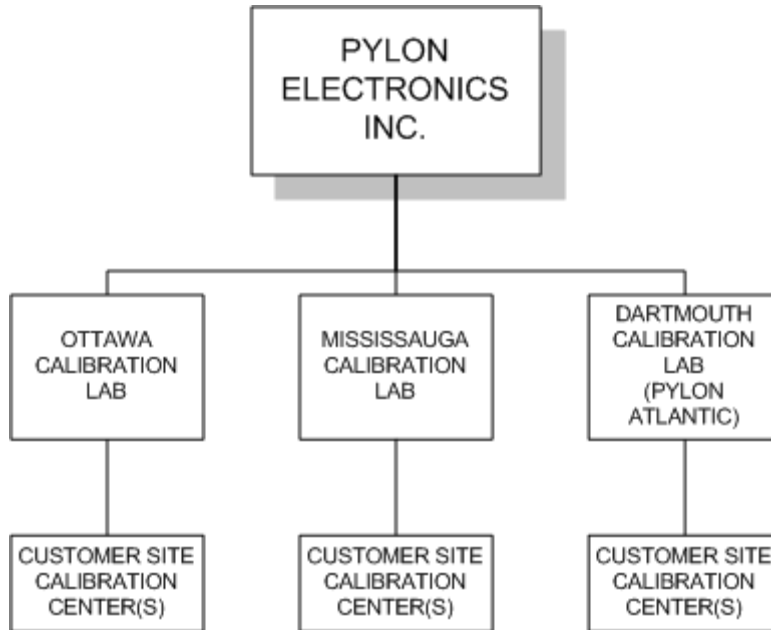 PYLON
ELECTRONICS
INC.
OTTAWA
CALIBRATION
LAB
MISSISSAUGA
CALIBRATION
LAB
DARTMOUTH
CALIBRATION
LAB
(PYLON
ATLANTIC)
CUSTOMER SITE
CALIBRATION
CENTER(S)
CUSTOMER SITE
CALIBRATION
CENTER(S)
CUSTOMER SITE
CALIBRATION
CENTER(S)